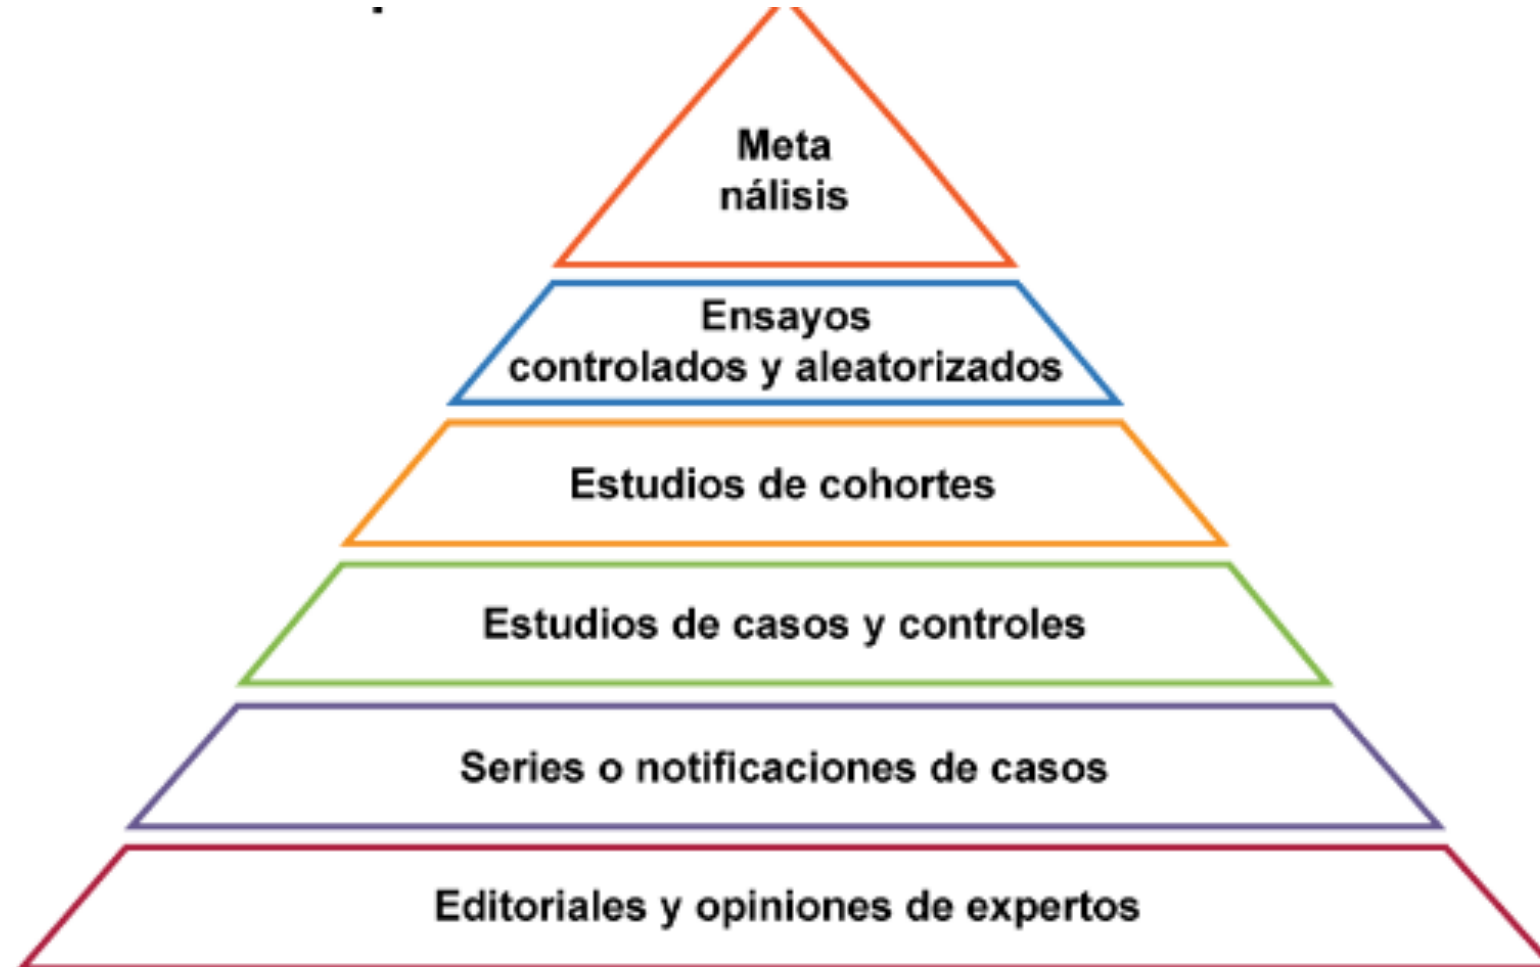 Meta
nálisis
Ensayos
controlados y aleatorizados
Estudios de cohortes
Estudios de casos y controles
Series o notificaciones de casos
Editoriales y opiniones de expertos